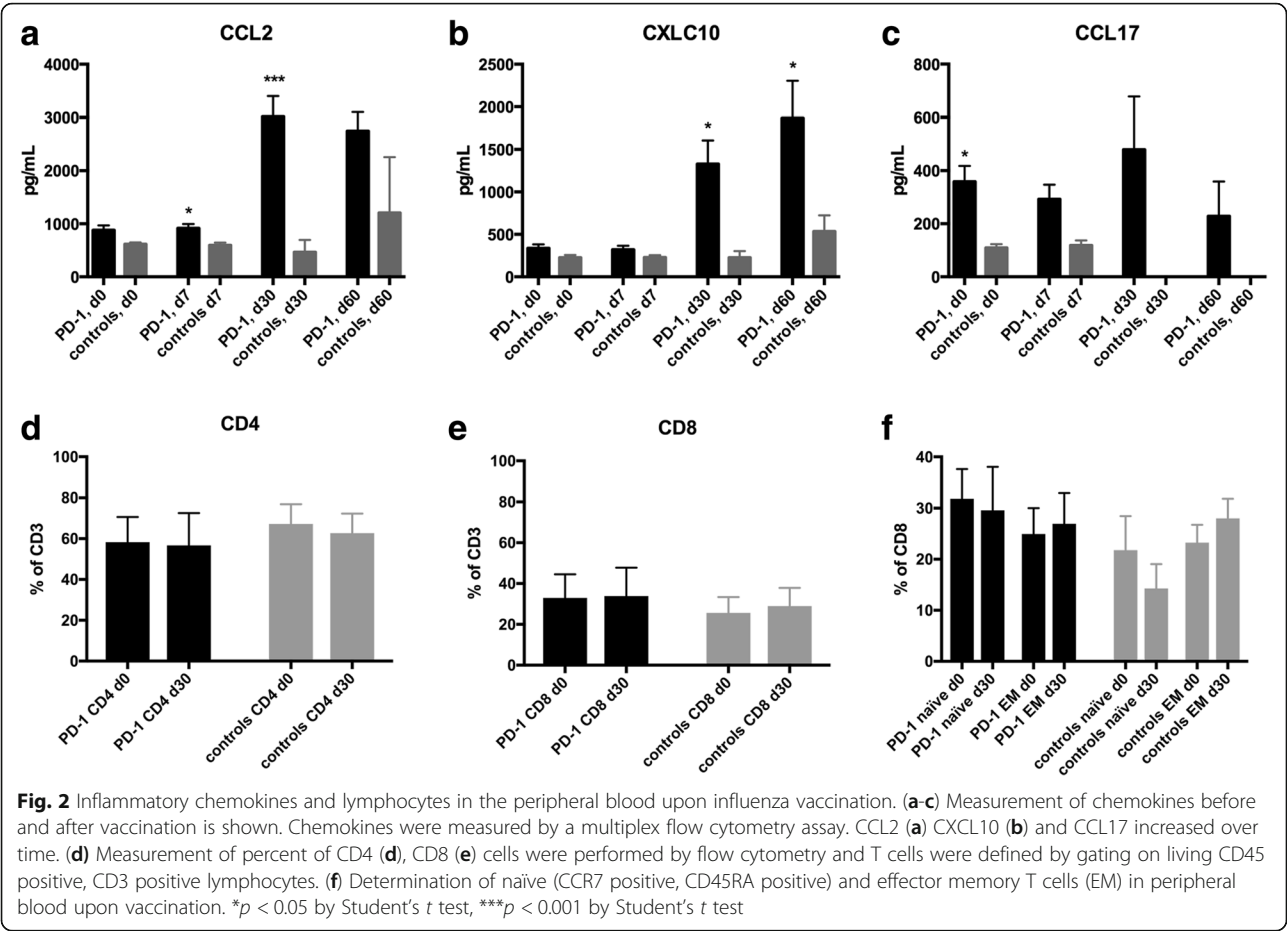 a
CCL2
pg/mL
4000
3000
2000
1000
0
***
*
PD-1, d0
controls, d0
PD-1, d7
controls d7
PD-1, d30
controls, d30
PD-1, d60
controls, d60
b
CXLC10
pg/mL
2500
2000
1500
1000
500
0
*
*
PD-1, d0
controls, d0
PD-1, d7
controls d7
PD-1, d30
controls, d30
PD-1, d60
controls, d60
c
CCL17
pg/mL
800
600
400
200
0
*
PD-1, d0
controls, d0
PD-1, d7
controls d7
PD-1, d30
controls, d30
PD-1, d60
controls, d60
d
CD4
% of CD3
100
80
60
40
20
0
PD-1 CD4 d0
PD-1 CD4 d30
controls CD4 d0
controls CD4 d30
e
CD8
% of CD3
100
80
60
40
20
0
PD-1 CD8 d0
PD-1 CD8 d30
controls CD8 d0
controls CD8 d30
f
% of CD8
40
30
20
10
0
PD-1 naïve d0
PD-1 naïve d30
PD-1 EM d0
PD-1 EM d30
controls naïve d0
controls naïve d30
controls EM d0
controls EM d30
Fig. 2 Inflammatory chemokines and lymphocytes in the peripheral blood upon influenza vaccination. (a-c) Measurement of chemokines before
and after vaccination is shown. Chemokines were measured by a multiplex flow cytometry assay. CCL2 (a) CXCL10 (b) and CCL17 increased over
time. (d) Measurement of percent of CD4 (d), CD8 (e) cells were performed by flow cytometry and T cells were defined by gating on living CD45
positive, CD3 positive lymphocytes. (f) Determination of naïve (CCR7 positive, CD45RA positive) and effector memory T cells (EM) in peripheral
blood upon vaccination. *p < 0.05 by Student's t test, ***p < 0.001 by Student's t test